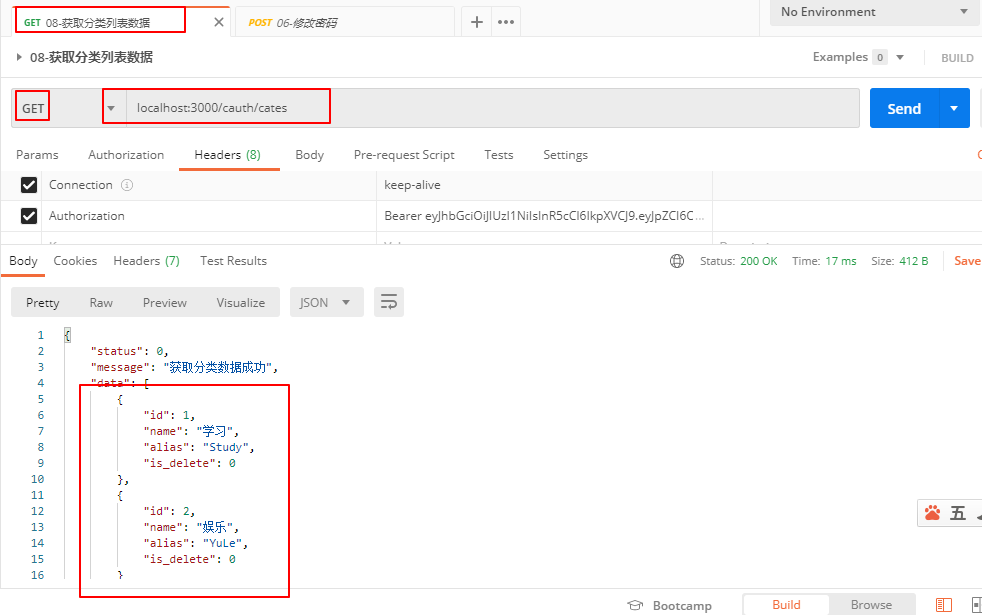 GET 08-获取分类列表数据
POST 06-修改密码
No Environment
08-获取分类列表数据
Examples 0
BUILD
GET
localhost:3000/cauth/cates
Send
Params Authorization Headers (8) Body Pre-request Script Tests Settings
Connection keep-alive
Authorization Bearer eyJhbGciOiJIUzI1NiIsInR5cCI6IkpXVCJ9.eyJpZCI6C...
Body Cookies Headers (7) Test Results
Status: 200 OK Time: 17 ms Size: 412 B Save
Pretty Raw Preview Visualize JSON
1 {
2 "status": 0,
3 "message": "获取分类数据成功",
4 "data": [
5 {
6 "id": 1,
7 "name": "学习",
8 "alias": "Study",
9 "is_delete": 0
10 },
11 {
12 "id": 2,
13 "name": "娱乐",
14 "alias": "YuLe",
15 "is_delete": 0
16 }
五
Bootcamp Build Browse